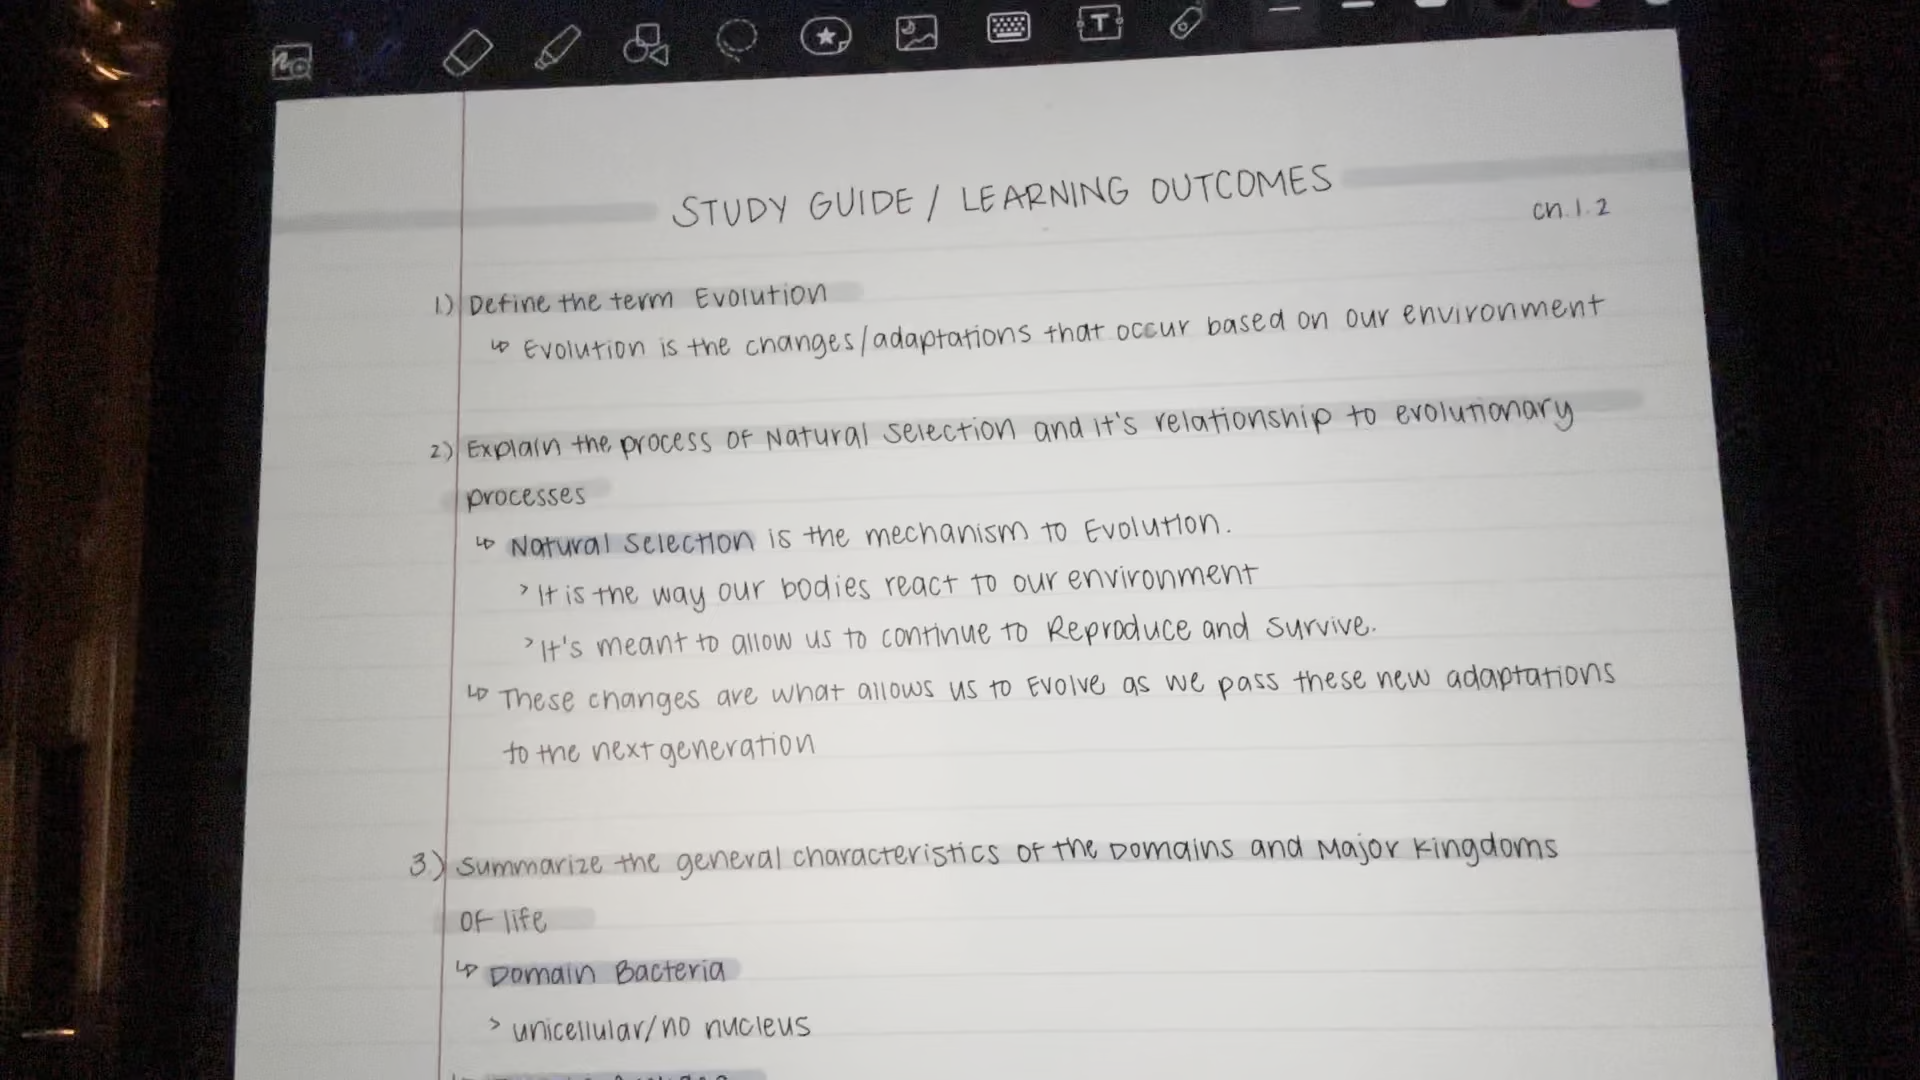 STUDY GUIDE / LEARNING OUTCOMES
ch. 1.2
1.) Define the term Evolution
↳ Evolution is the changes/adaptations that occur based on our environment
2.) Explain the process of Natural Selection and it's relationship to evolutionary
processes
↳ Natural Selection is the mechanism to Evolution.
> It is the way our bodies react to our environment
> It's meant to allow us to continue to Reproduce and Survive.
↳ These changes are what allows us to Evolve as we pass these new adaptations
to the next generation
3.) Summarize the general characteristics of the Domains and Major Kingdoms
of life
↳ Domain Bacteria
> unicellular/no nucleus